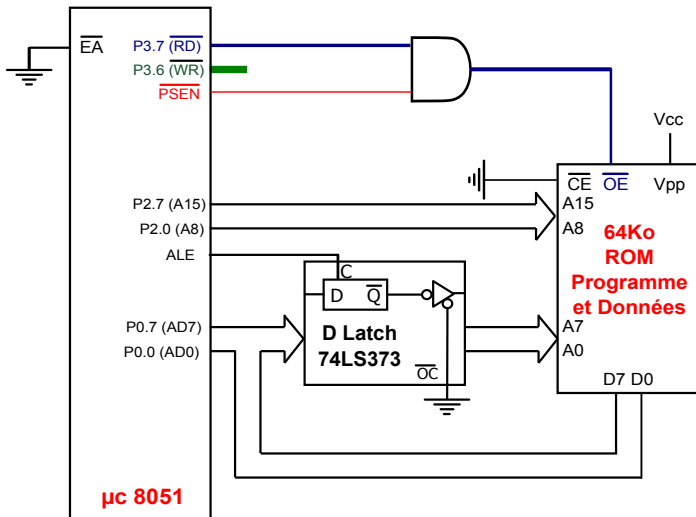 EA
P3.7 (RD)
P3.6 (WR)
PSEN
P2.7 (A15)
P2.0 (A8)
ALE
P0.7 (AD7)
P0.0 (AD0)
µc 8051
C
D Q
D Latch
74LS373
OC
Vcc
CE OE Vpp
A15
A8
64Ko
ROM
Programme
et Données
A7
A0
D7 D0